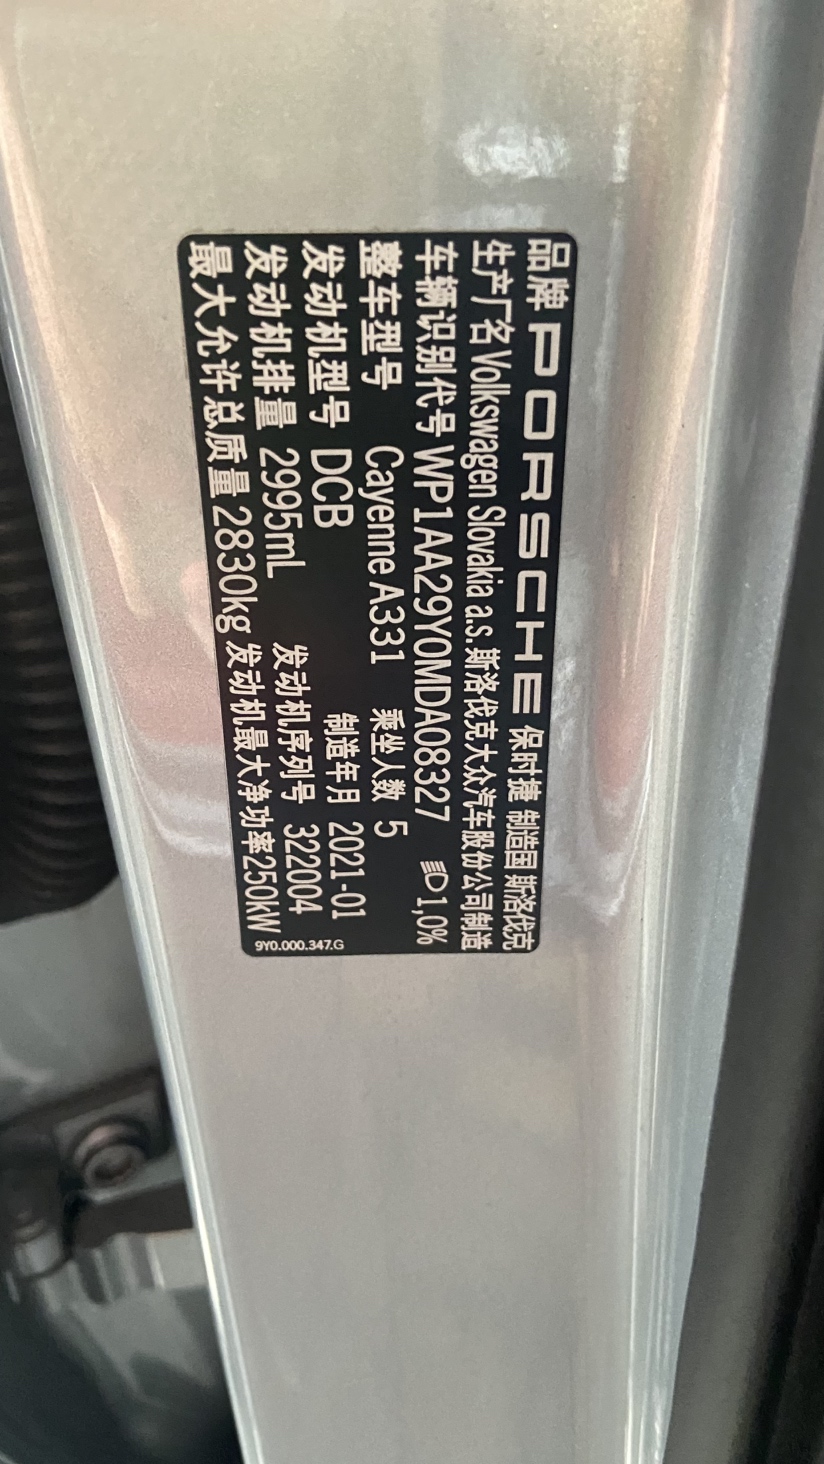 品牌 PORSCHE 保时捷 制造国 斯洛伐克
生产厂名 Volkswagen Slovakia a.s. 斯洛伐克大众汽车股份公司制造
车辆识别代号 WP1AA29Y0MDA08327 1,0%
整车型号 Cayenne A331 乘坐人数 5
发动机型号 DCB 制造年月 2021-01
发动机排量 2995mL 发动机序列号 322004
最大允许总质量 2830kg 发动机最大净功率250kW
9Y0.000.347.G